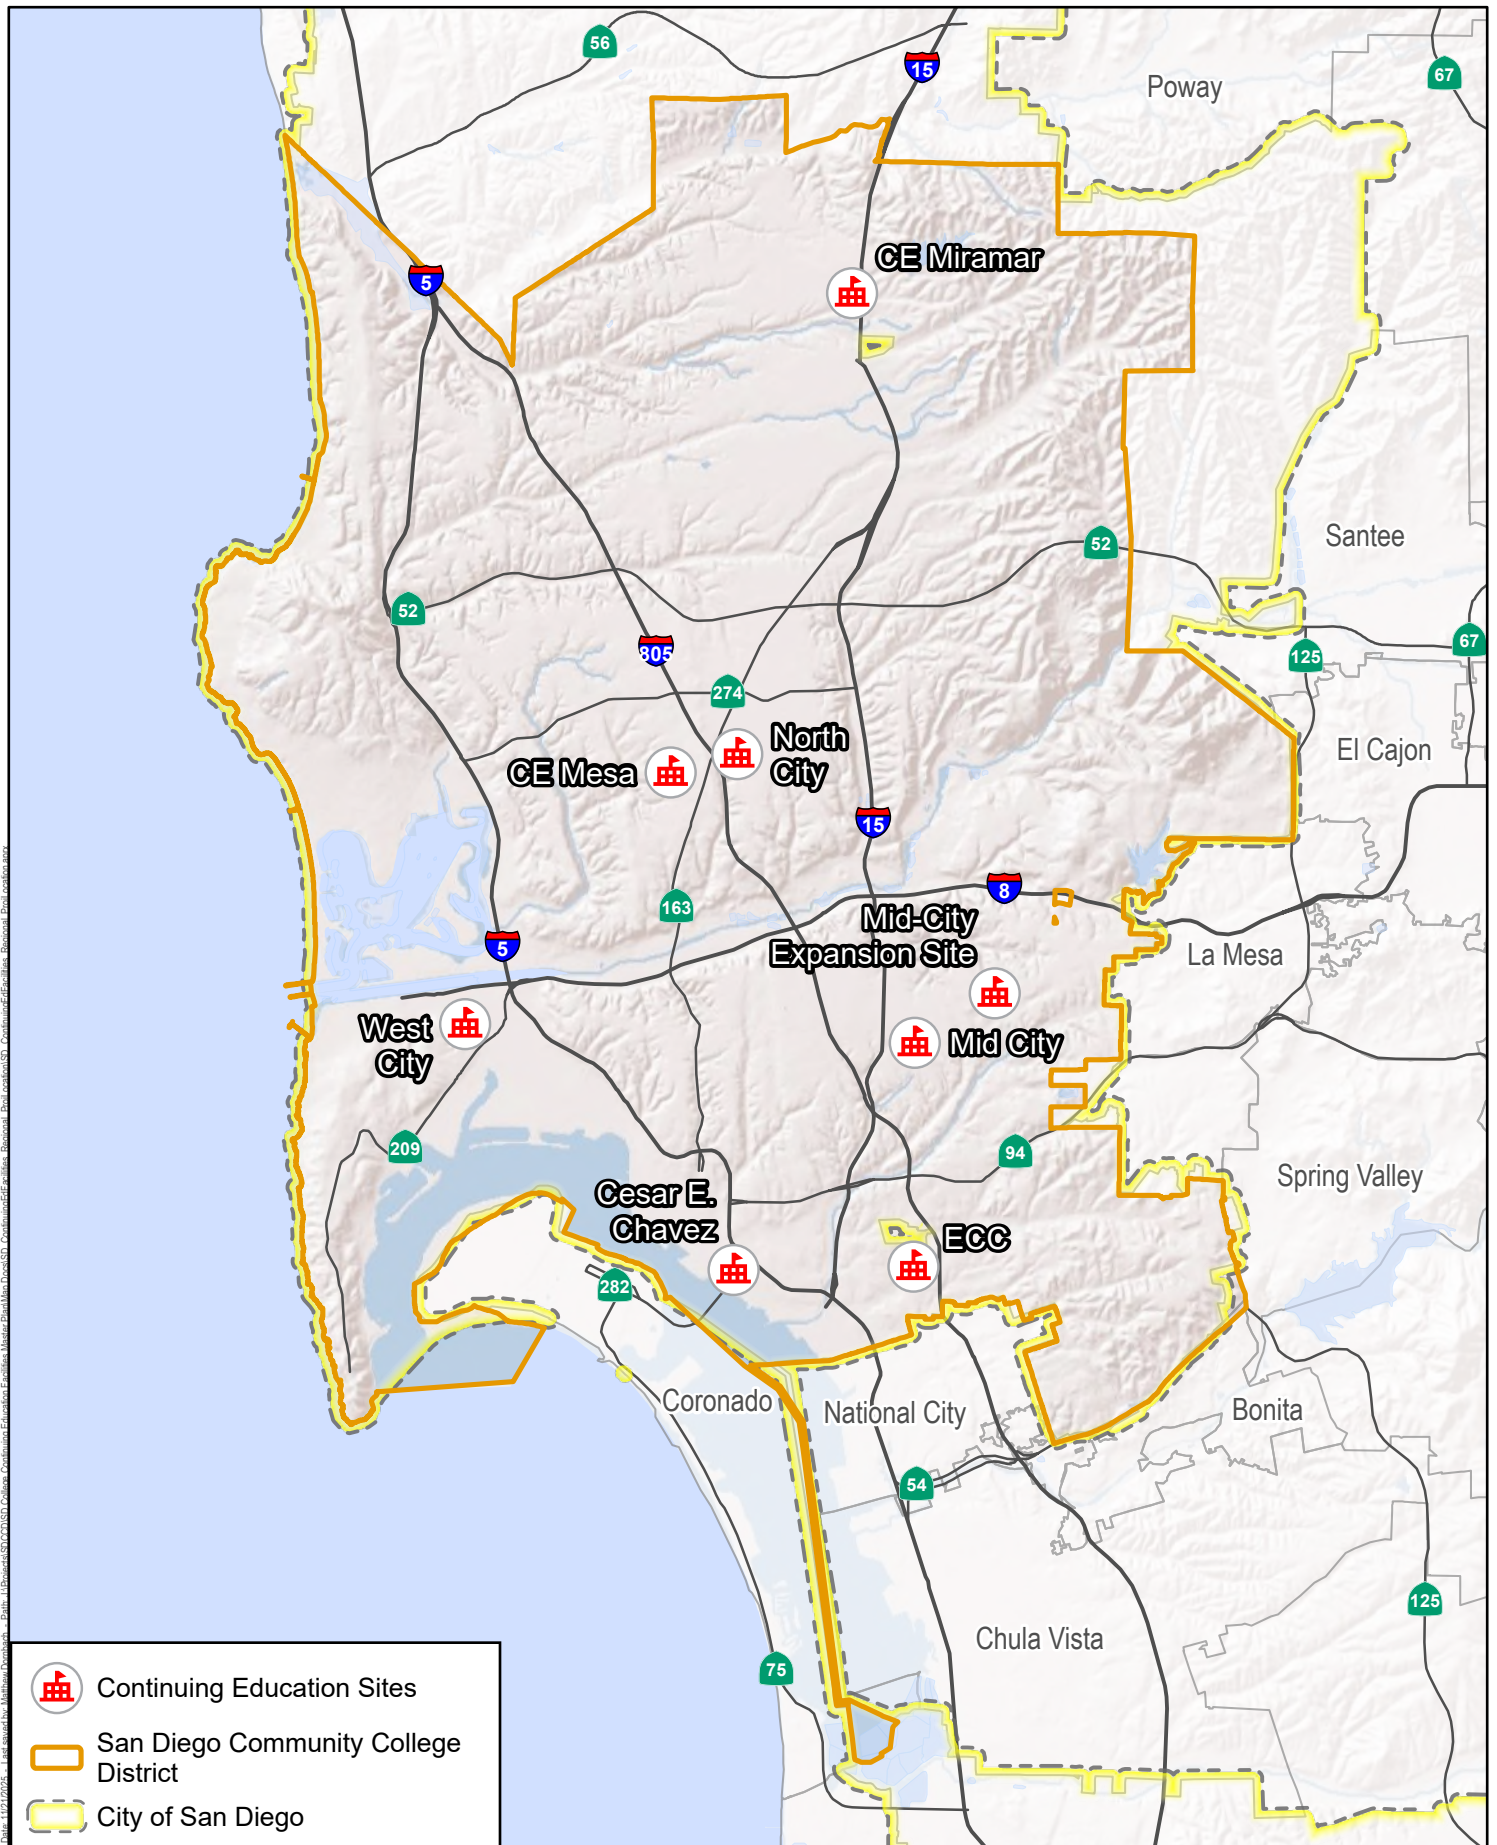 56
15
Poway
67
CE Miramar
5
Santee
52
52
67
805
125
274
North
City
El Cajon
CE Mesa
15
8
163
Mid-City
Expansion Site
5
La Mesa
West
City
Mid City
209
94
Spring Valley
Cesar E.
Chavez
ECC
282
Coronado
National City
Bonita
54
125
Chula Vista
75
Continuing Education Sites
San Diego Community College
District
City of San Diego